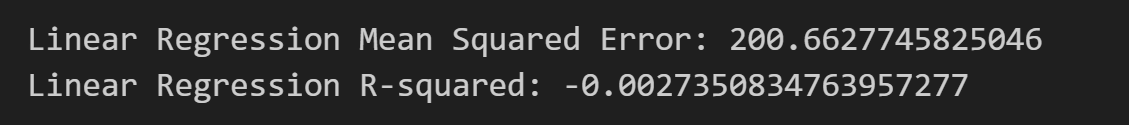 Linear Regression Mean Squared Error: 200.6627745825046
Linear Regression R-squared: -0.0027350834763957277